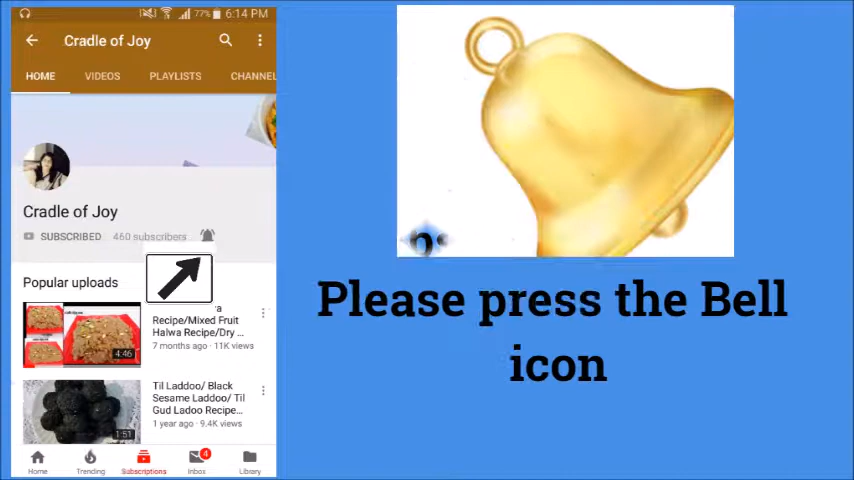 77% 6:14 PM
Cradle of Joy
HOME VIDEOS PLAYLISTS CHANNEL
Cradle of Joy
SUBSCRIBED 460 subscribers
Popular uploads
Recipe/Mixed Fruit
Halwa Recipe/Dry ...
7 months ago · 11K views
4:46
Til Laddoo/ Black
Sesame Laddoo/ Til
Gud Ladoo Recipe...
1 year ago · 9.4K views
1:51
4
Home Trending Subscriptions Inbox Library
Please press the Bell
icon